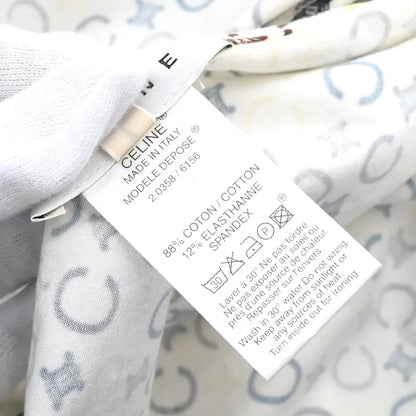 NE
CELINE®
MADE IN ITALY
MODELE DEPOSE®
2 0358 / 6156
88% COTON / COTTON
12% ELASTHANNE
SPANDEX
30
Laver à 30°. Ne pas tordre
Ne pas exposer au soleil ou
près d'une source de chaleur.
Repasser sur l'envers.
Wash in 30° water. Do not wring.
Keep away from sunlight or
any sources of heat.
Turn inside out for ironing